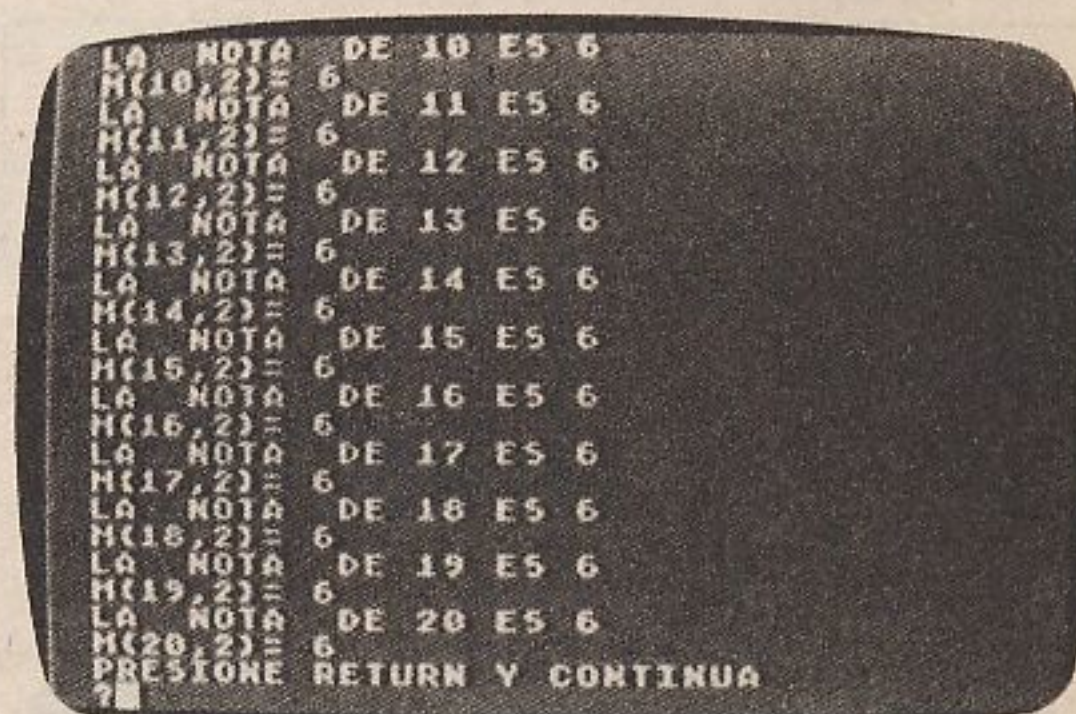 LA NOTA DE 10 ES 6
M(10,2)= 6
LA NOTA DE 11 ES 6
M(11,2)= 6
LA NOTA DE 12 ES 6
M(12,2)= 6
LA NOTA DE 13 ES 6
M(13,2)= 6
LA NOTA DE 14 ES 6
M(14,2)= 6
LA NOTA DE 15 ES 6
M(15,2)= 6
LA NOTA DE 16 ES 6
M(16,2)= 6
LA NOTA DE 17 ES 6
M(17,2)= 6
LA NOTA DE 18 ES 6
M(18,2)= 6
LA NOTA DE 19 ES 6
M(19,2)= 6
LA NOTA DE 20 ES 6
M(20,2)= 6
PRESIONE RETURN Y CONTINUA
?